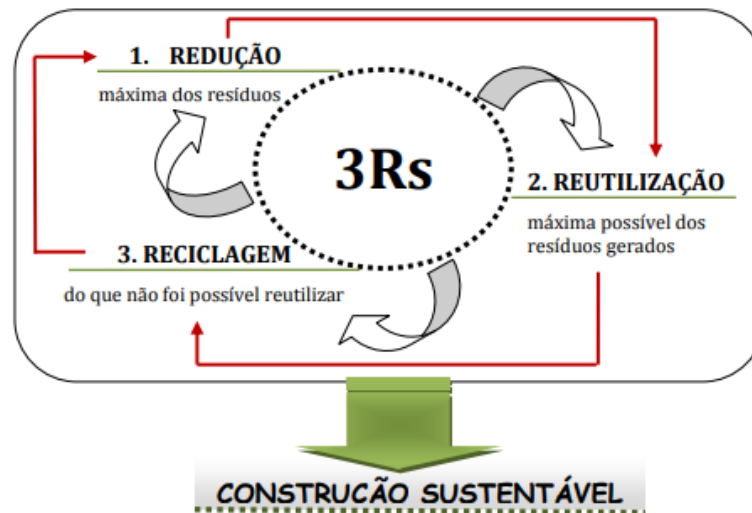 1. REDUÇÃO
máxima dos resíduos
3Rs
2. REUTILIZAÇÃO
máxima possível dos
resíduos gerados
3. RECICLAGEM
do que não foi possível reutilizar
CONSTRUCÃO SUSTENTÁVEL